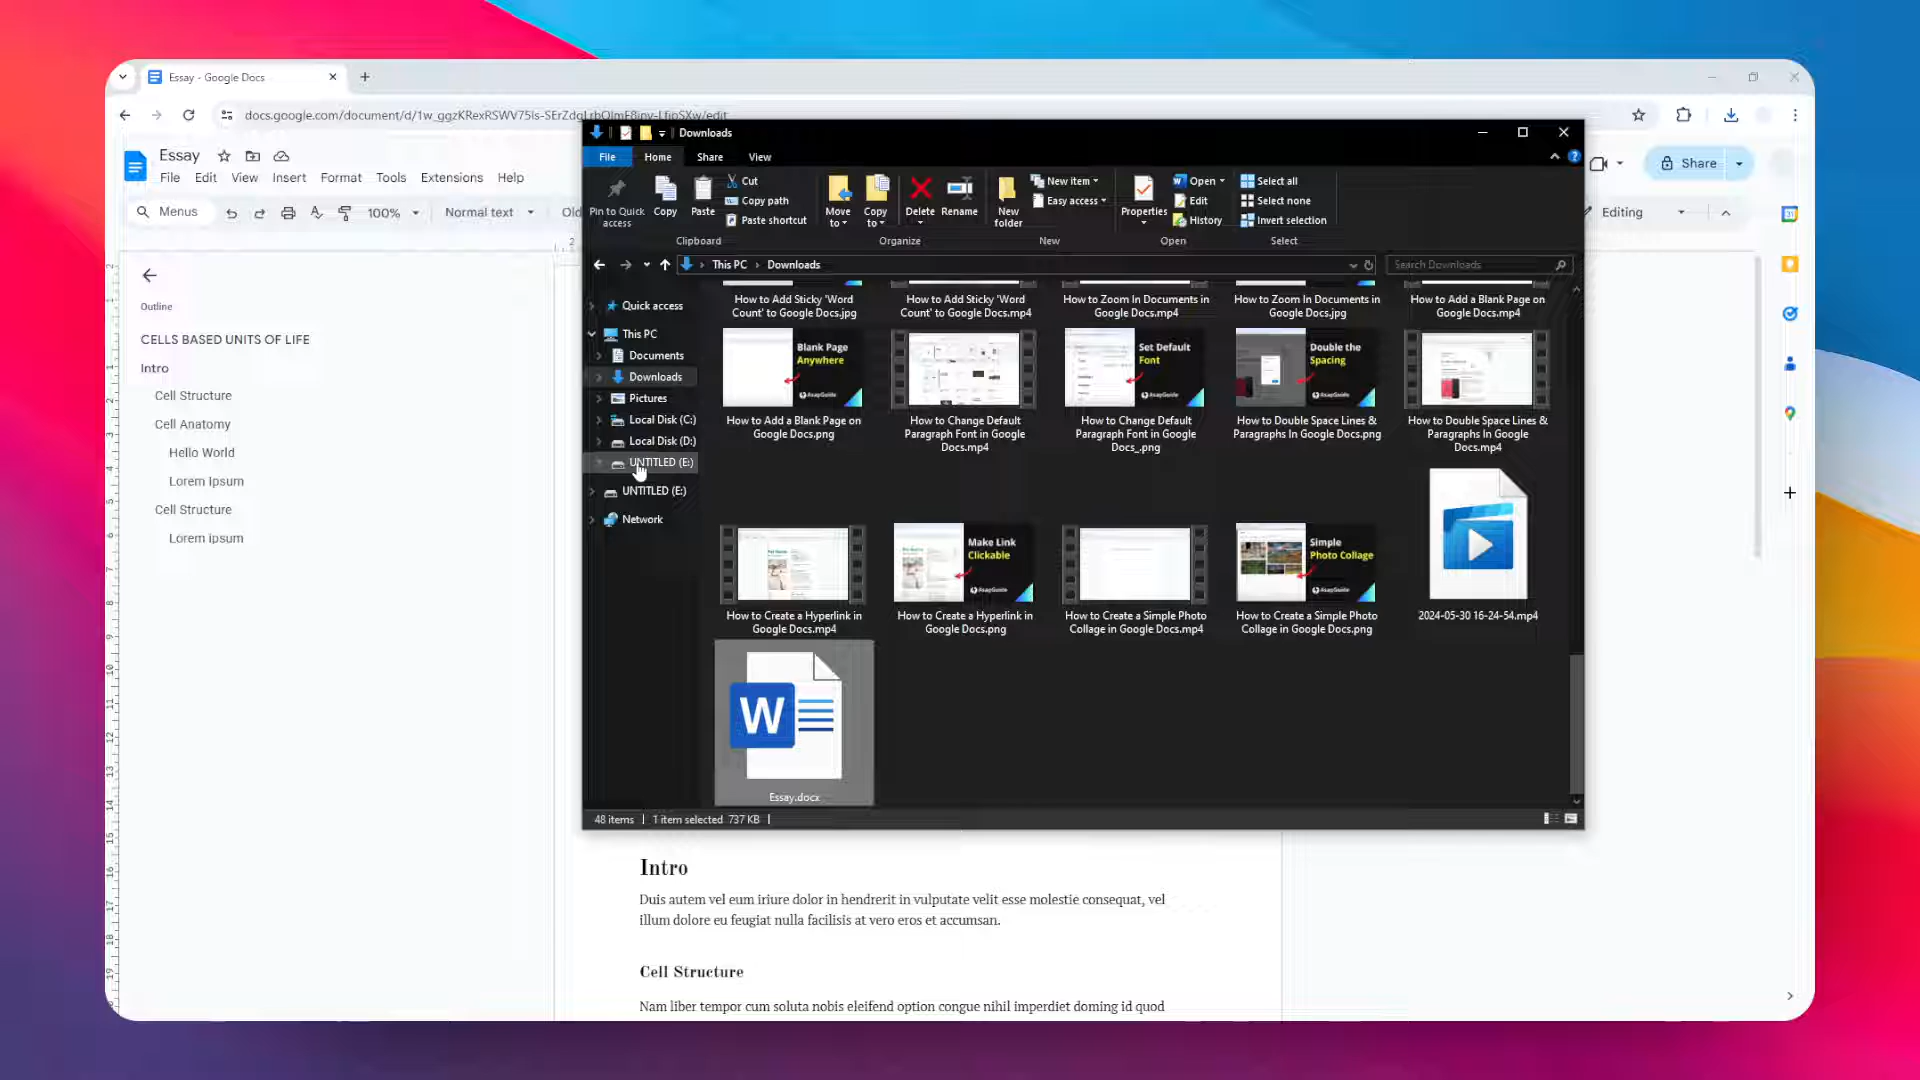 Essay - Google Docs
Essay
File Edit View Insert Format Tools Extensions Help
Share
Menus
100%
Normal text
Editing
Outline
CELLS BASED UNITS OF LIFE
Intro
Cell Structure
Cell Anatomy
Hello World
Lorem Ipsum
Cell Structure
Lorem ipsum
Downloads
File Home Share View
Pin to Quick access
Copy
Paste
Cut
Copy path
Paste shortcut
Clipboard
Move to
Copy to
Delete
Rename
Organize
New folder
New item
Easy access
New
Properties
Open
Edit
History
Open
Select all
Select none
Invert selection
Select
This PC > Downloads
Search Downloads
Quick access
This PC
Documents
Downloads
Pictures
Local Disk (C:)
Local Disk (D:)
UNTITLED (E:)
UNTITLED (E:)
Network
How to Add Sticky 'Word Count' to Google Docs.jpg
How to Add Sticky 'Word Count' to Google Docs.mp4
How to Zoom In Documents in Google Docs.mp4
How to Zoom In Documents in Google Docs.jpg
How to Add a Blank Page on Google Docs.mp4
Blank Page Anywhere
AsapGuide
Set Default Font
AsapGuide
Double the Spacing
AsapGuide
How to Add a Blank Page on Google Docs.png
How to Change Default Paragraph Font in Google Docs.mp4
How to Change Default Paragraph Font in Google Docs_.png
How to Double Space Lines & Paragraphs In Google Docs.png
How to Double Space Lines & Paragraphs In Google Docs.mp4
Make Link Clickable
AsapGuide
Simple Photo Collage
AsapGuide
How to Create a Hyperlink in Google Docs.mp4
How to Create a Hyperlink in Google Docs.png
How to Create a Simple Photo Collage in Google Docs.mp4
How to Create a Simple Photo Collage in Google Docs.png
2024-05-30 16-24-54.mp4
W
Essay.docx
48 items 1 item selected 737 KB
Intro
Duis autem vel eum iriure dolor in hendrerit in vulputate velit esse molestie consequat, vel
illum dolore eu feugiat nulla facilisis at vero eros et accumsan.
Cell Structure
Nam liber tempor cum soluta nobis eleifend option congue nihil imperdiet doming id quod